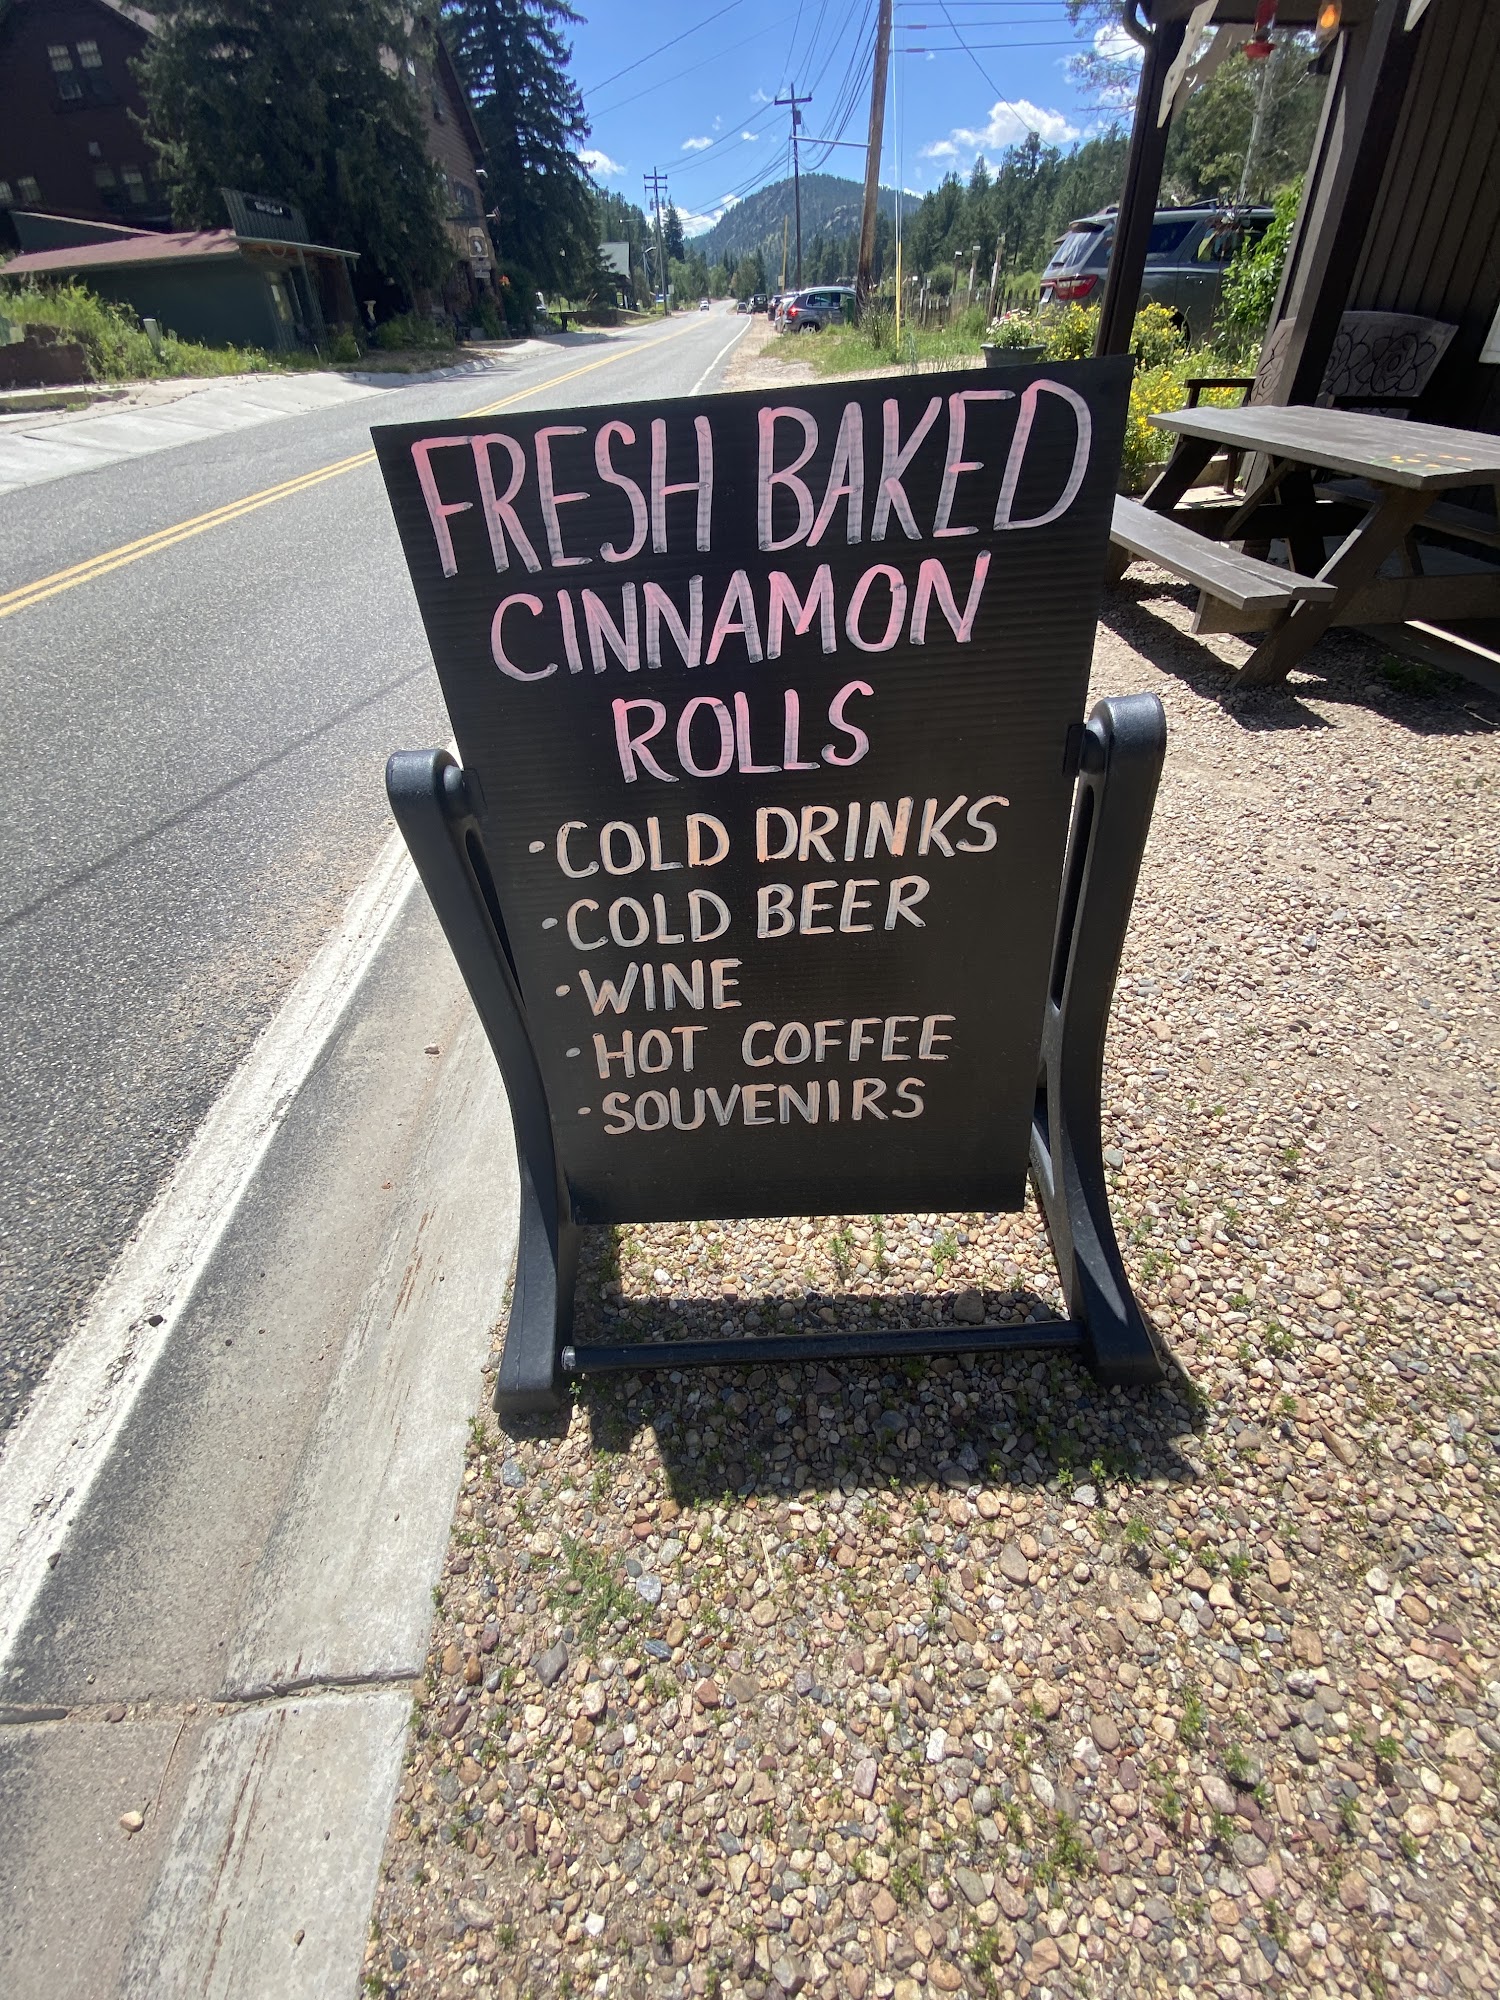 FRESH BAKED
CINNAMON
ROLLS
• COLD DRINKS
• COLD BEER
• WINE
• HOT COFFEE
• SOUVENIRS